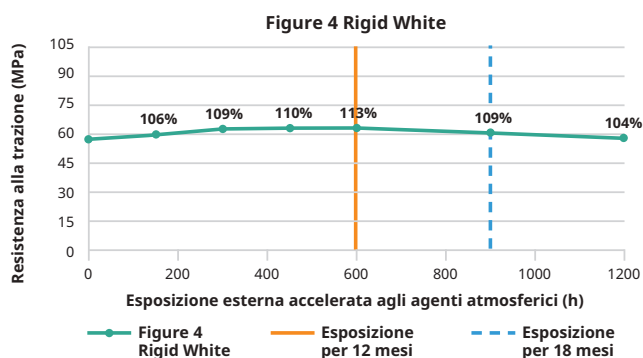 Figure 4 Rigid White
Resistenza alla trazione (MPa)
105
90
75
60
45
30
15
0
106%
109%
110%
113%
109%
104%
0
200
400
600
800
1000
1200
Esposizione esterna accelerata agli agenti atmosferici (h)
Figure 4
Rigid White
Esposizione
per 12 mesi
Esposizione
per 18 mesi